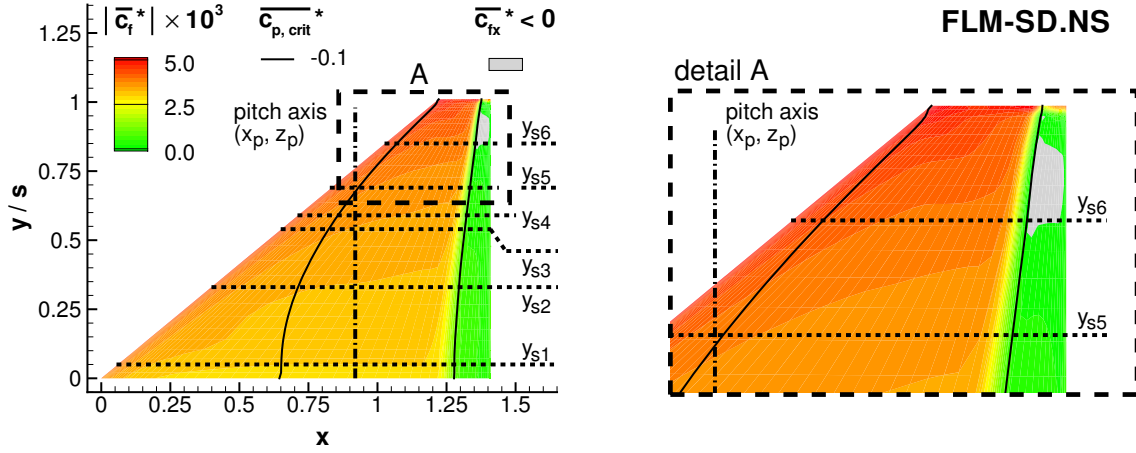 |c̅f*| × 10³
c̅p, crit*
c̅fx* < 0
FLM-SD.NS
-0.1
5.0
2.5
0.0
A
pitch axis
(xp, zp)
detail A
pitch axis
(xp, zp)
ys6
ys5
ys4
ys3
ys2
ys1
ys6
ys5
y / s
1.25
1
0.75
0.5
0.25
0
0 0.25 0.5 0.75 1 1.25 1.5
x